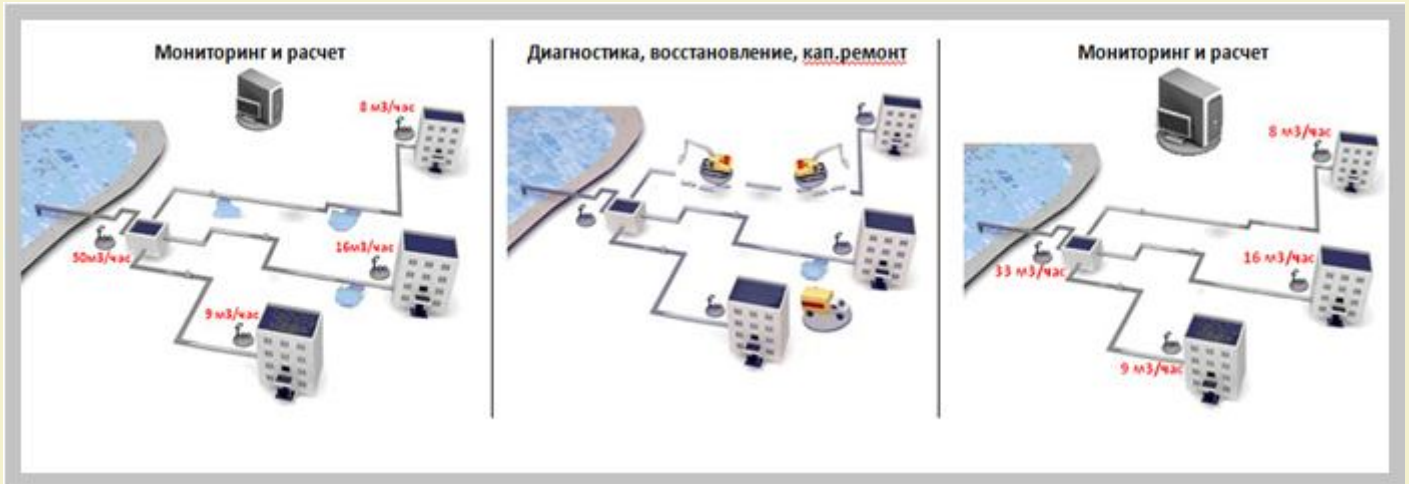 Мониторинг и расчет
8 м3/час
16м3/час
50м3/час
9 м3/час
Диагностика, восстановление, кап.ремонт
Мониторинг и расчет
8 м3/час
16 м3/час
33 м3/час
9 м3/час